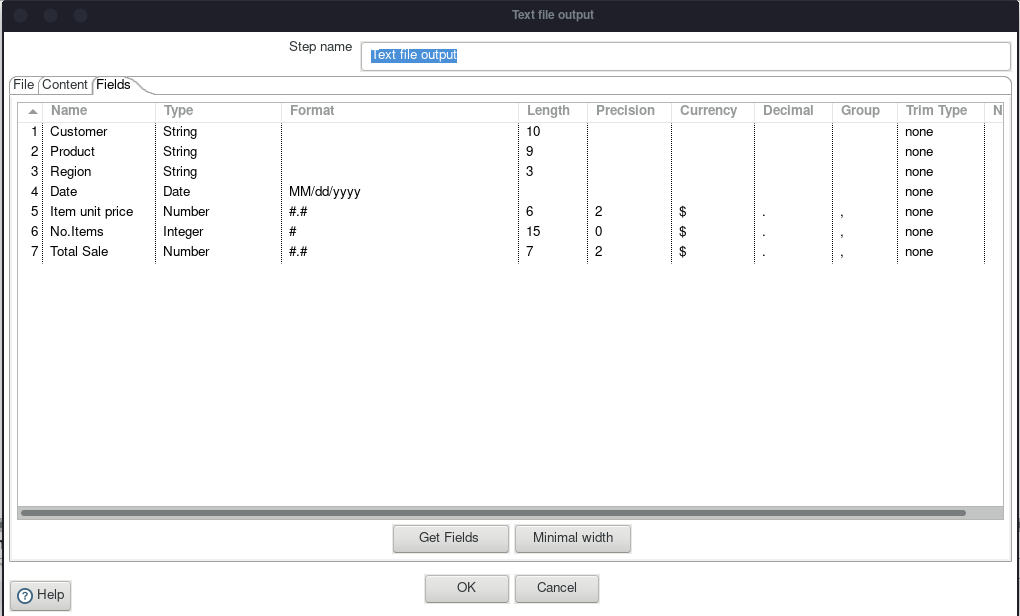 Text file output
Step name Text file output
File Content Fields
Name Type Format Length Precision Currency Decimal Group Trim Type N
1 Customer String 10 none
2 Product String 9 none
3 Region String 3 none
4 Date Date MM/dd/yyyy none
5 Item unit price Number #.# 6 2 $ . , none
6 No.Items Integer # 15 0 $ . , none
7 Total Sale Number #.# 7 2 $ . , none
Get Fields Minimal width
OK Cancel
? Help